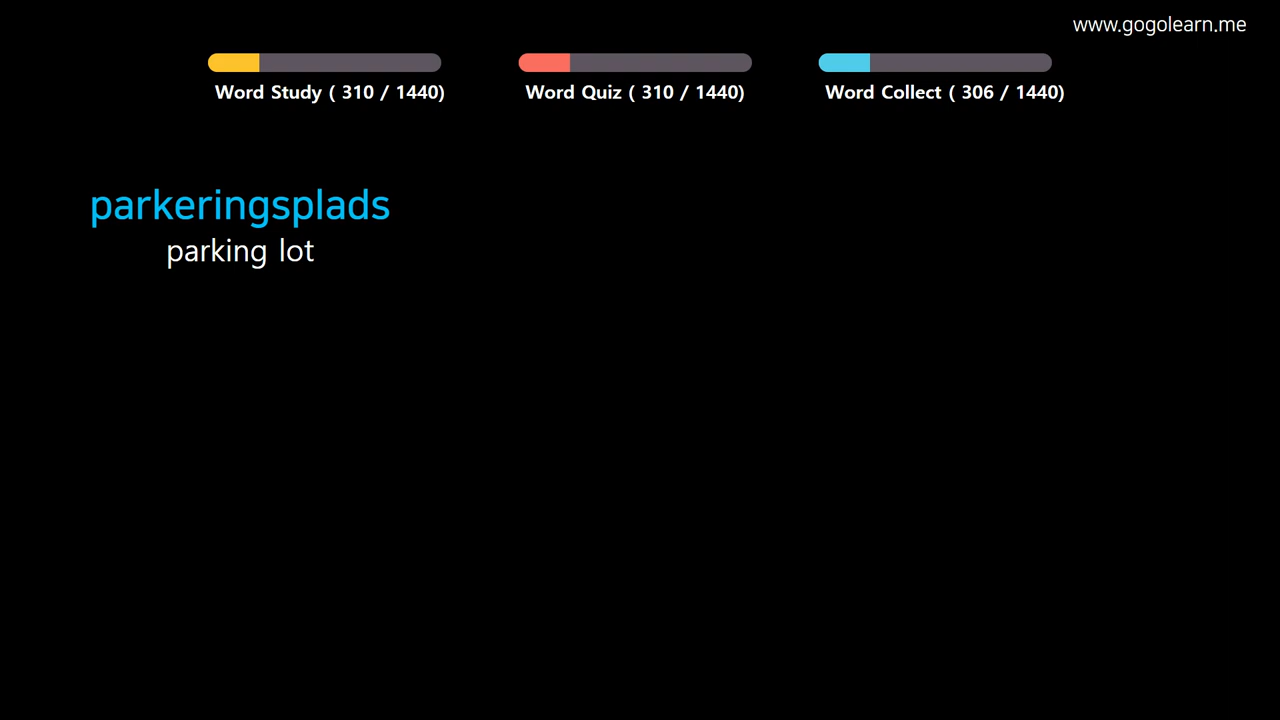 www.gogolearn.me
Word Study ( 310 / 1440)
Word Quiz ( 310 / 1440)
Word Collect ( 306 / 1440)
parkeringsplads
parking lot